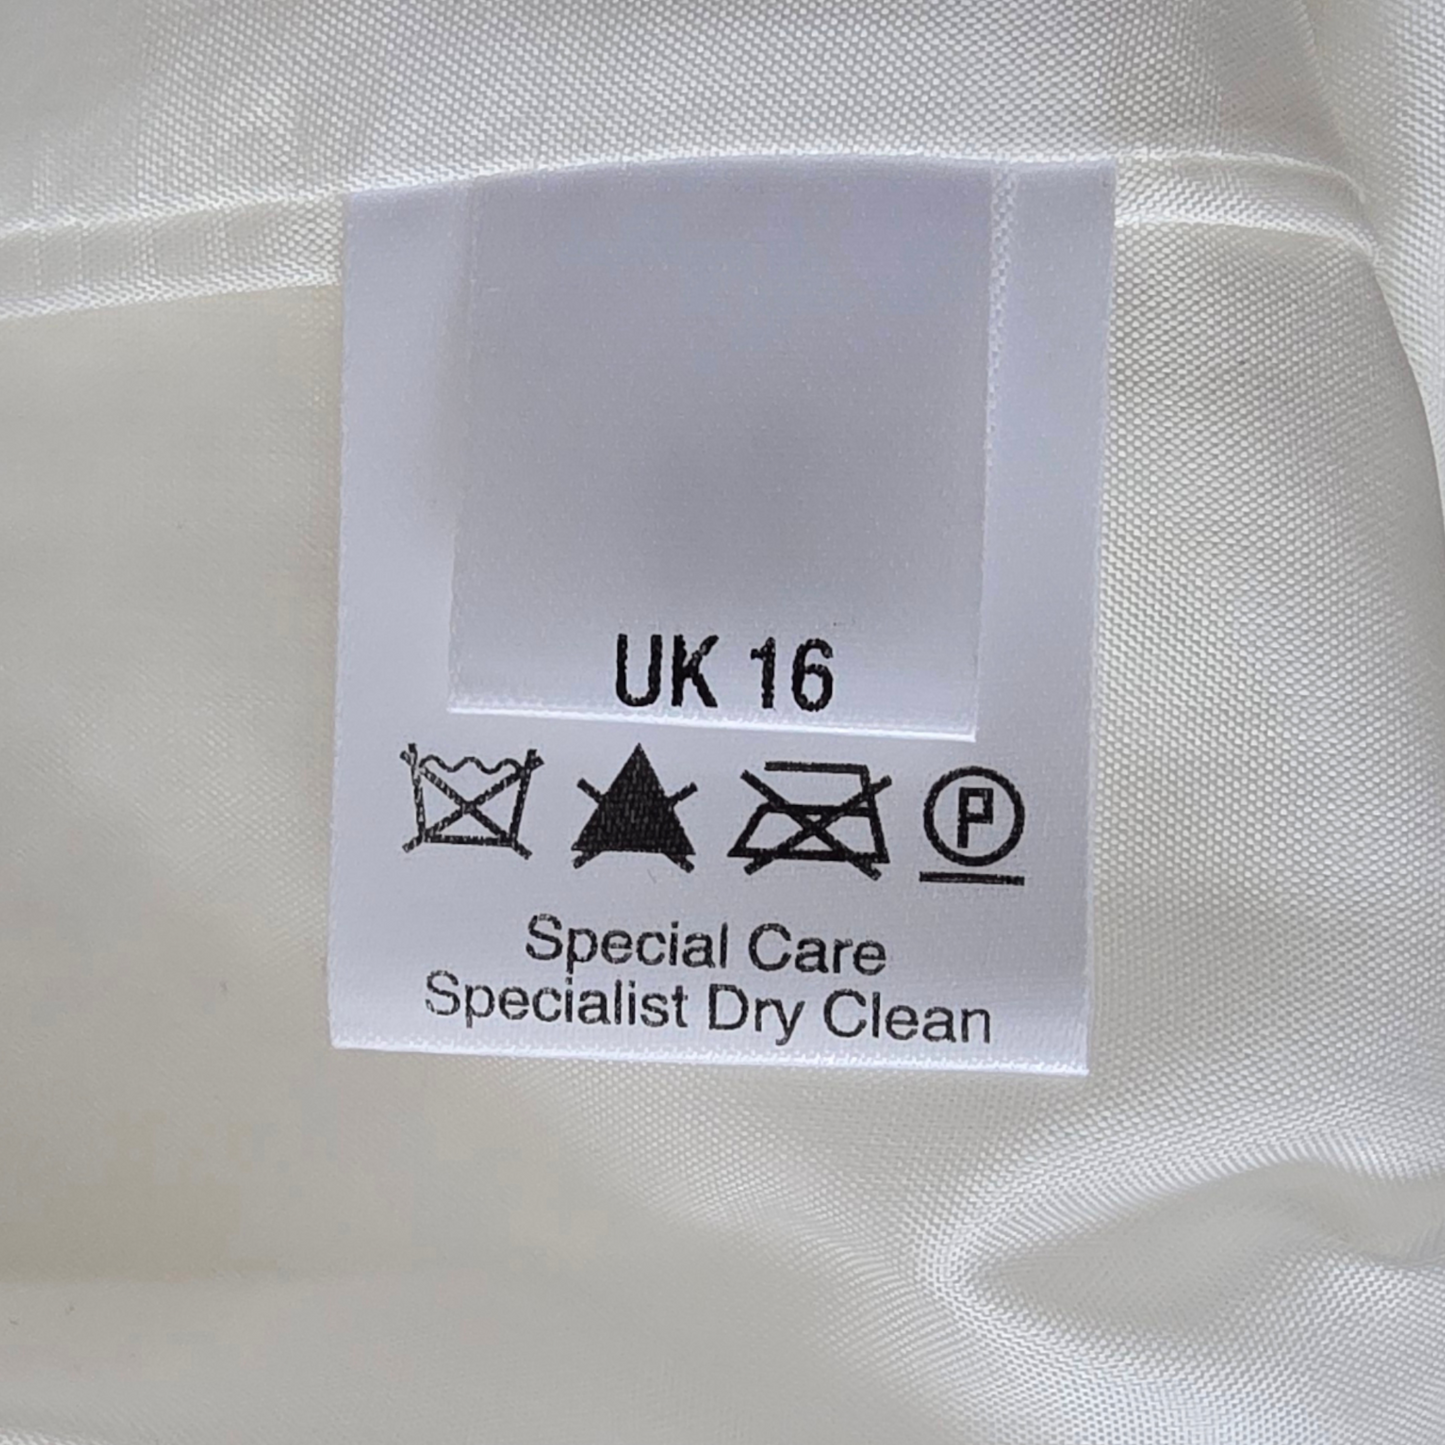 UK 16
P
Special Care
Specialist Dry Clean